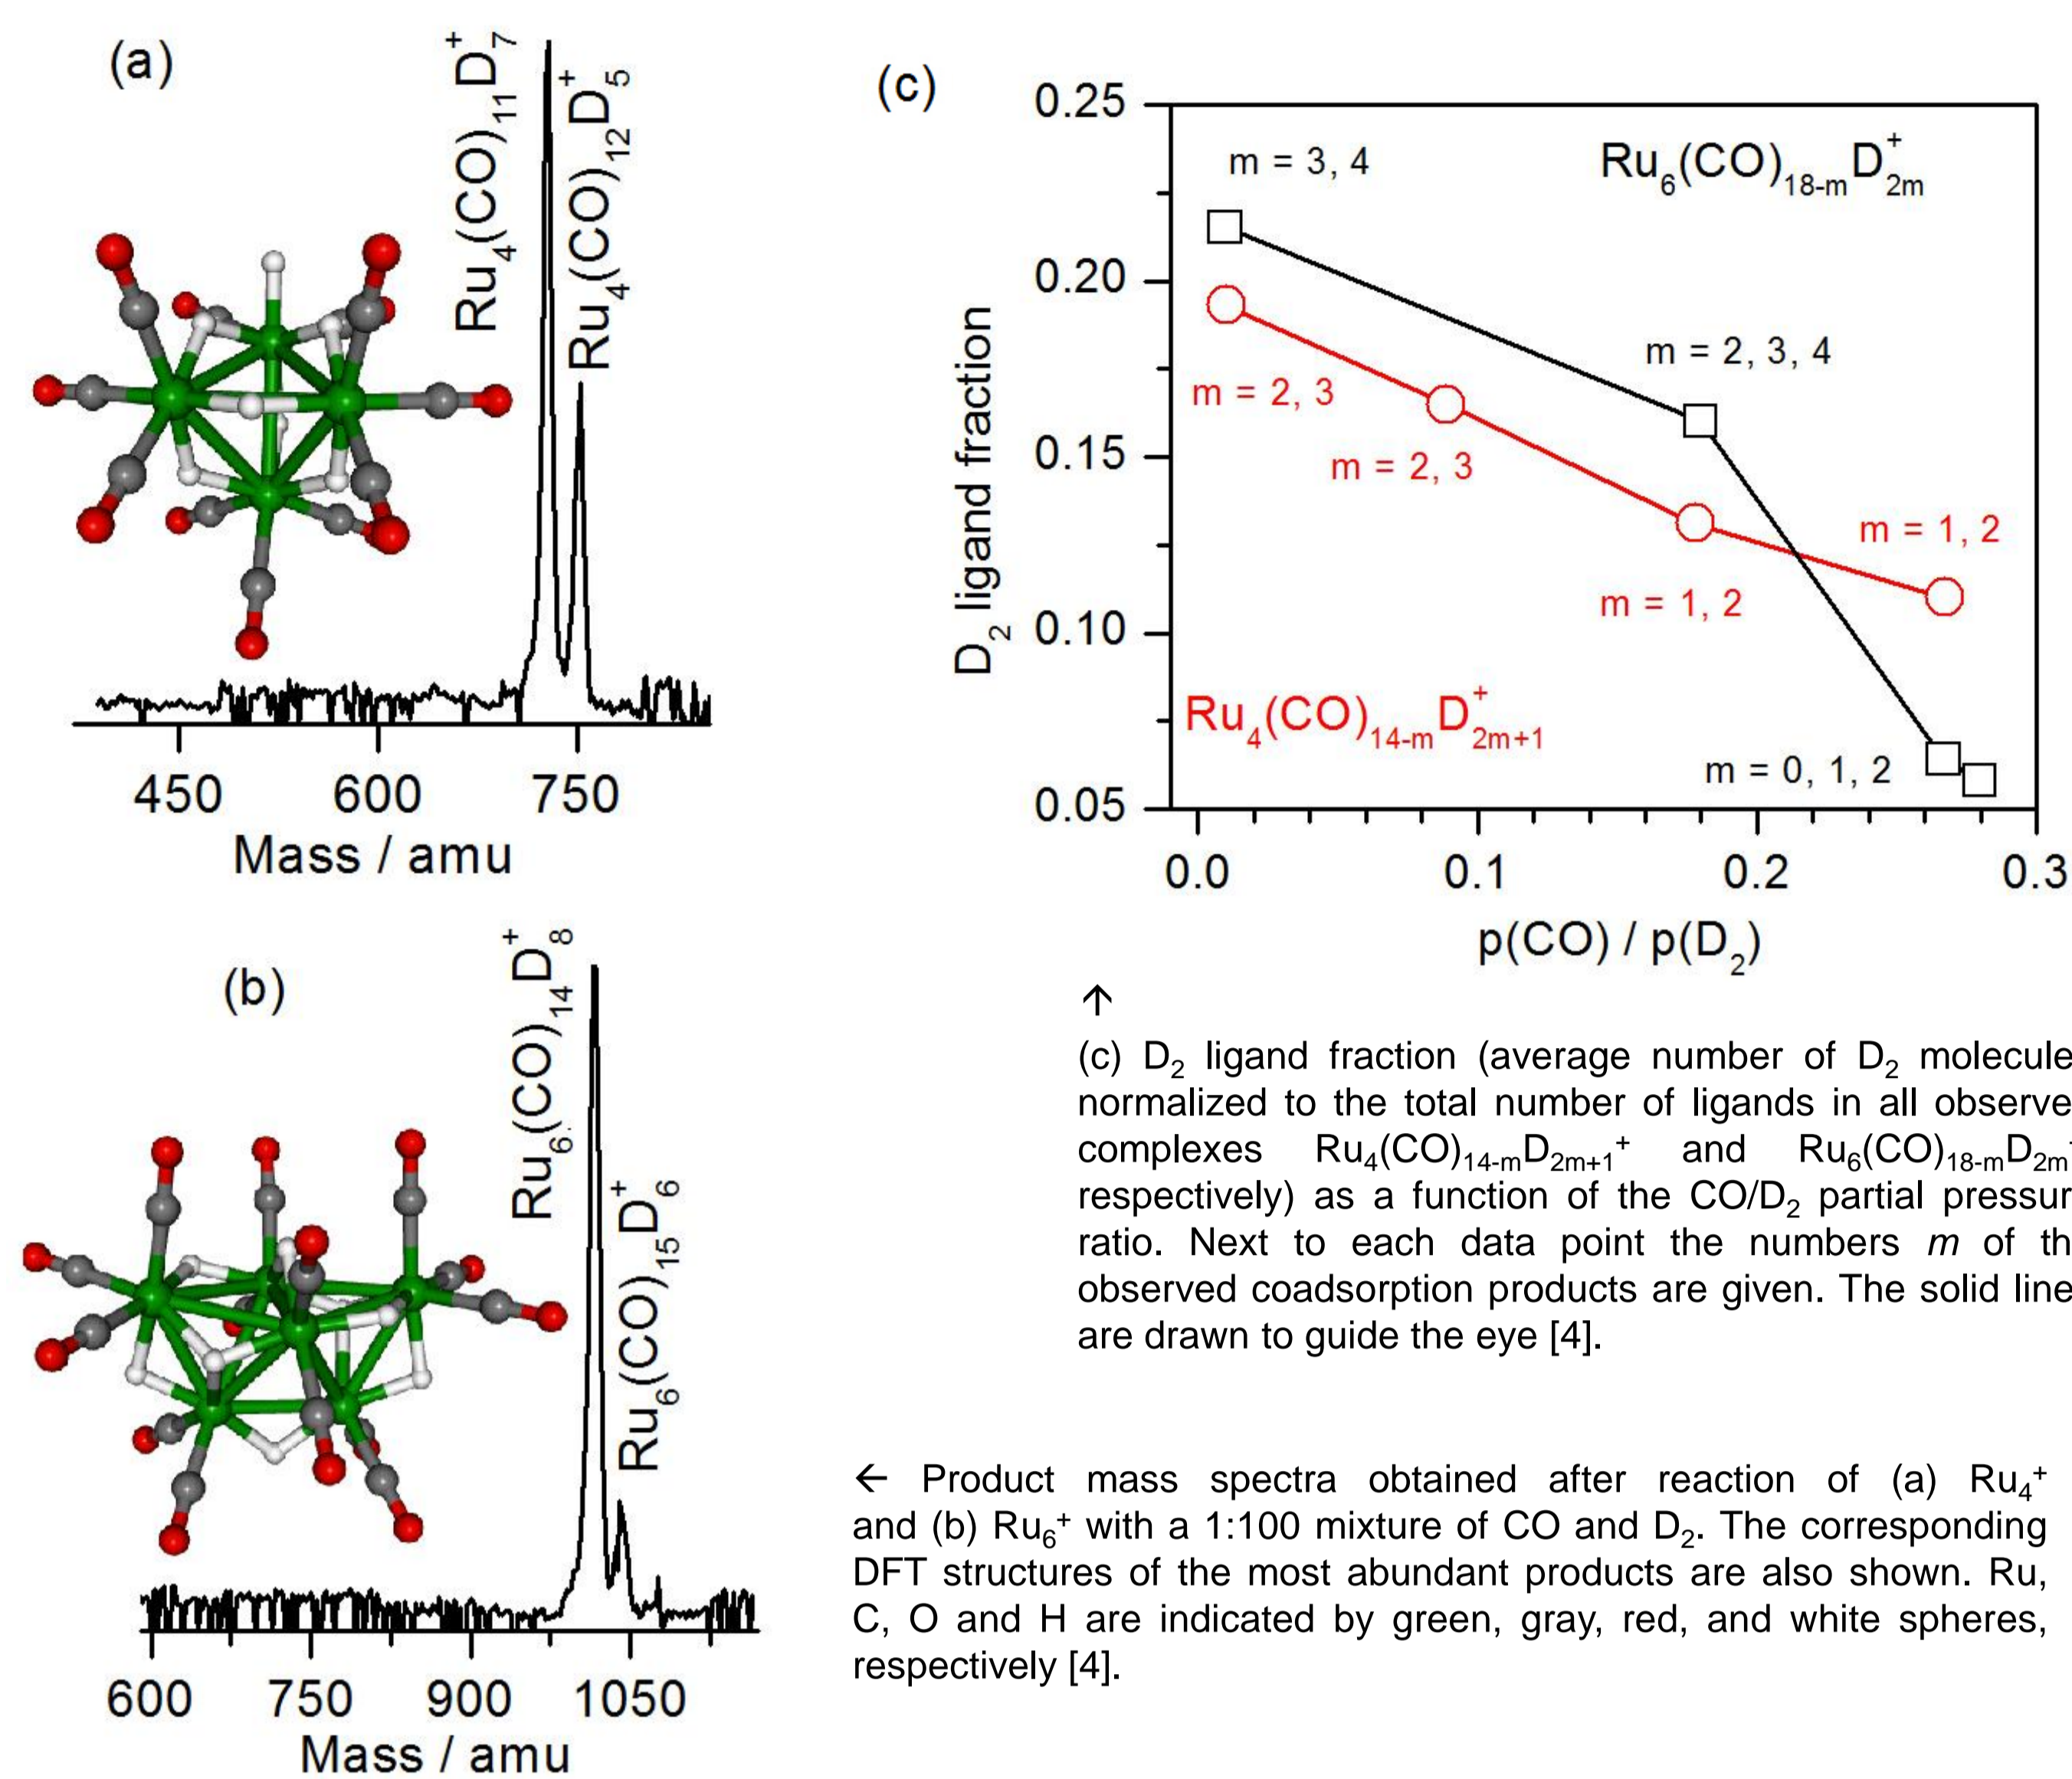 (a)
Ru4(CO)11D7+
Ru4(CO)12D5+
450 600 750
Mass / amu
(b)
Ru6.(CO)14D8+
Ru6(CO)15D6+
600 750 900 1050
Mass / amu
(c)
0.25
0.20
0.15
0.10
0.05
D2 ligand fraction
m = 3, 4
Ru6(CO)18-mD2m+
m = 2, 3, 4
m = 2, 3
m = 2, 3
m = 1, 2
m = 1, 2
Ru4(CO)14-mD2m+1+
m = 0, 1, 2
0.0 0.1 0.2 0.3
p(CO) / p(D2)
↑
(c) D2 ligand fraction (average number of D2 molecule
normalized to the total number of ligands in all observe
complexes Ru4(CO)14-mD2m+1+ and Ru6(CO)18-mD2m
respectively) as a function of the CO/D2 partial pressur
ratio. Next to each data point the numbers m of th
observed coadsorption products are given. The solid line
are drawn to guide the eye [4].
← Product mass spectra obtained after reaction of (a) Ru4+
and (b) Ru6+ with a 1:100 mixture of CO and D2. The corresponding
DFT structures of the most abundant products are also shown. Ru,
C, O and H are indicated by green, gray, red, and white spheres,
respectively [4].